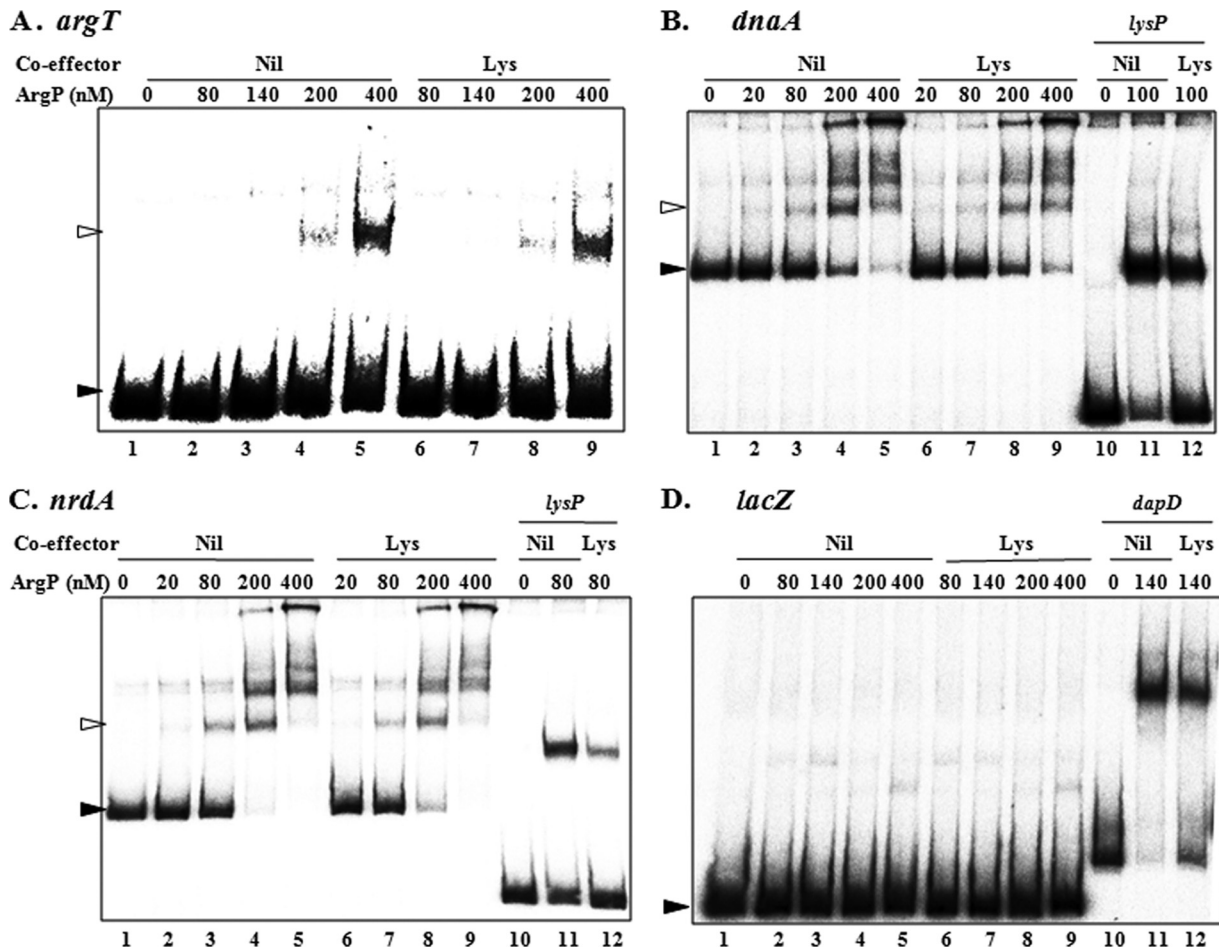 A. argT
Co-effector Nil Lys
ArgP (nM) 0 80 140 200 400 80 140 200 400
1 2 3 4 5 6 7 8 9
B. dnaA lysP
Nil Lys Nil Lys
0 20 80 200 400 20 80 200 400 0 100 100
1 2 3 4 5 6 7 8 9 10 11 12
C. nrdA lysP
Co-effector Nil Lys Nil Lys
ArgP (nM) 0 20 80 200 400 20 80 200 400 0 80 80
1 2 3 4 5 6 7 8 9 10 11 12
D. lacZ dapD
Nil Lys Nil Lys
0 80 140 200 400 80 140 200 400 0 140 140
1 2 3 4 5 6 7 8 9 10 11 12